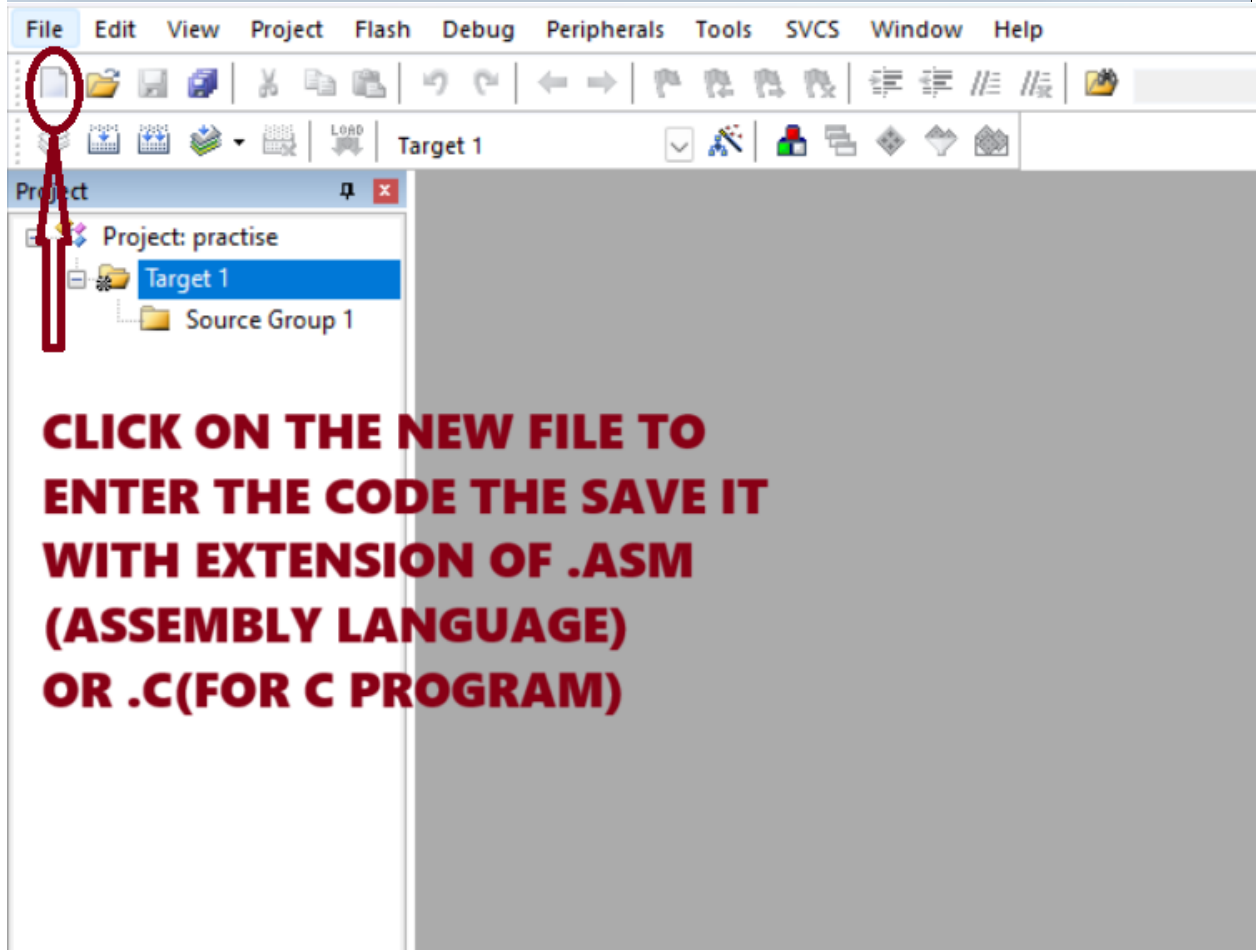 File Edit View Project Flash Debug Peripherals Tools SVCS Window Help
LOAD
Target 1
Project
Project: practise
Target 1
Source Group 1
CLICK ON THE NEW FILE TO
ENTER THE CODE THE SAVE IT
WITH EXTENSION OF .ASM
(ASSEMBLY LANGUAGE)
OR .C(FOR C PROGRAM)